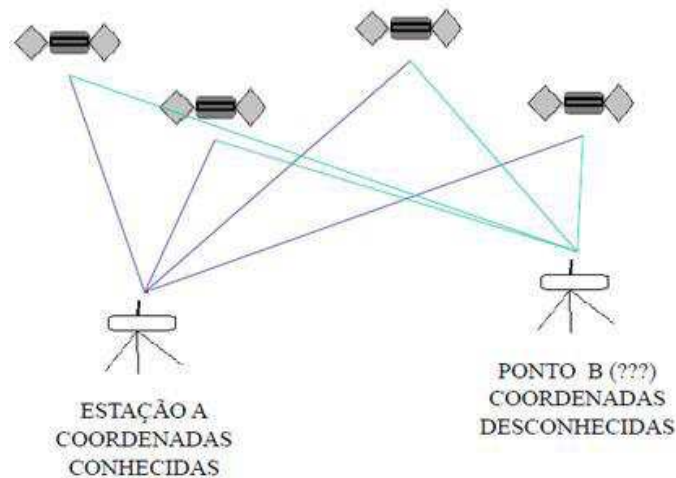 ESTAÇÃO A
COORDENADAS
CONHECIDAS
PONTO B (???)
COORDENADAS
DESCONHECIDAS